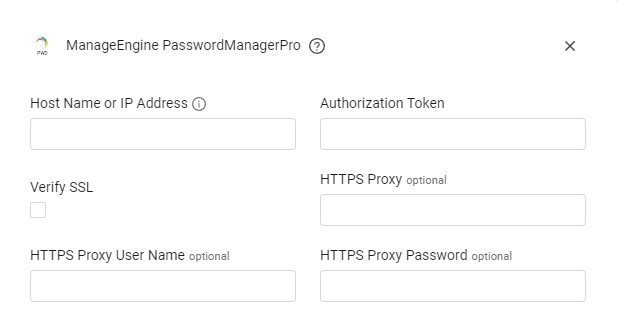 PWD
ManageEngine PasswordManagerPro ?
Host Name or IP Address i
Authorization Token
Verify SSL
HTTPS Proxy optional
HTTPS Proxy User Name optional
HTTPS Proxy Password optional